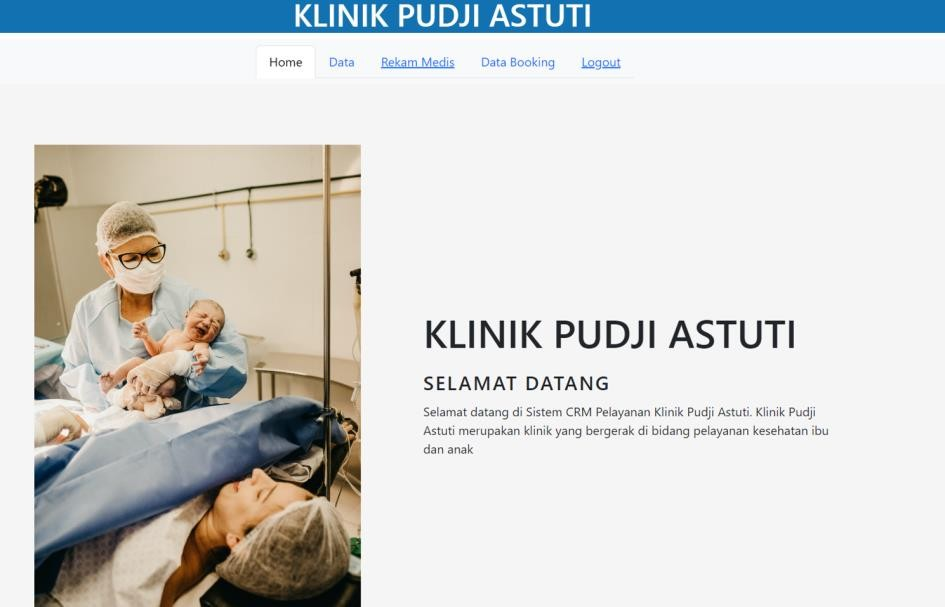 KLINIK PUDJI ASTUTI
Home Data Rekam Medis Data Booking Logout
KLINIK PUDJI ASTUTI
SELAMAT DATANG
Selamat datang di Sistem CRM Pelayanan Klinik Pudji Astuti. Klinik Pudji
Astuti merupakan klinik yang bergerak di bidang pelayanan kesehatan ibu
dan anak